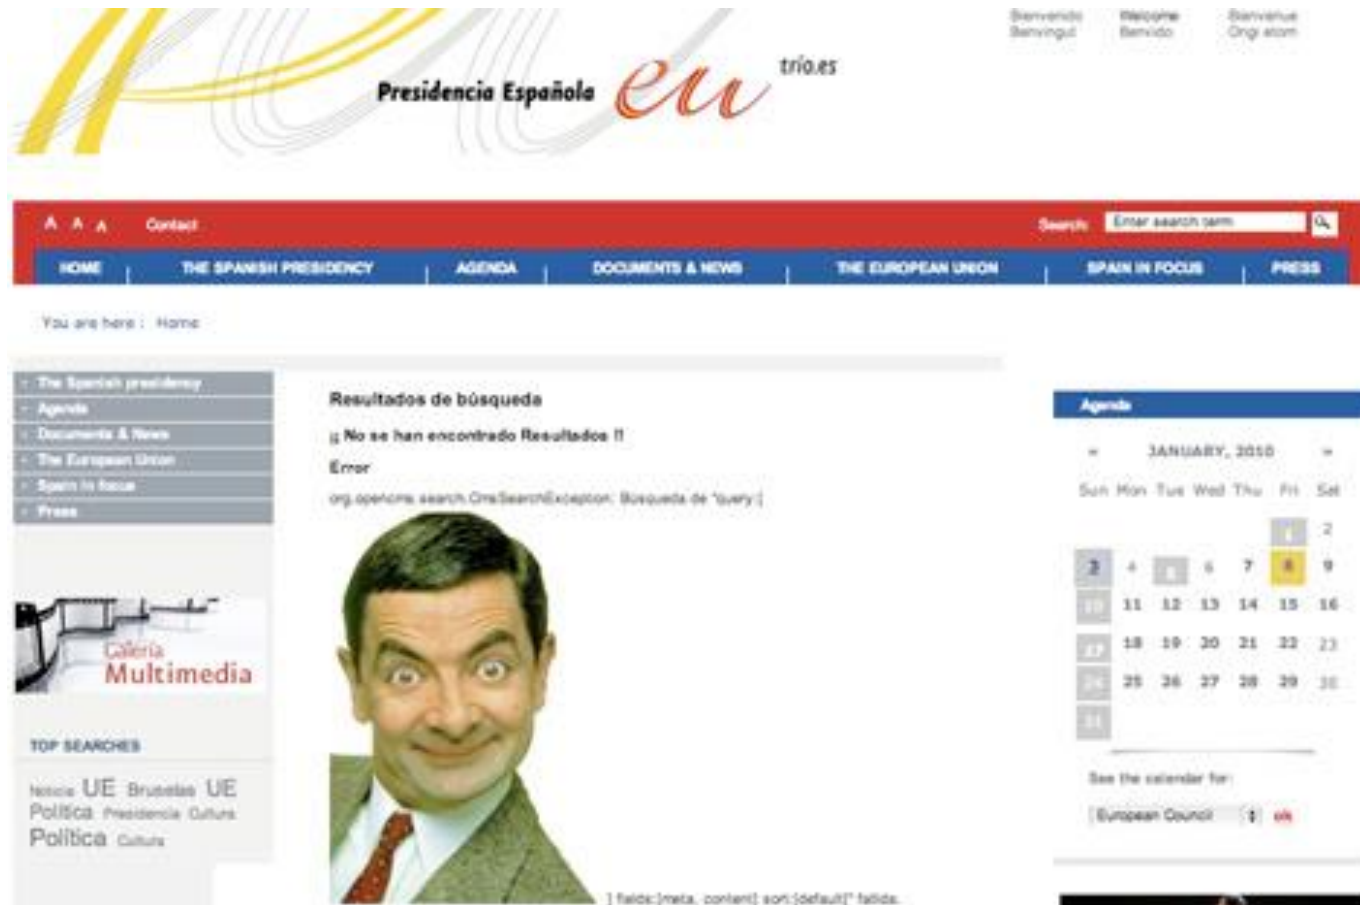 Bienvenido Welcome Bienvenue
Benvingut Benvido Ongi etorri
Presidencia Española eu trio.es
A A A Contact Search: Enter search term
HOME THE SPANISH PRESIDENCY AGENDA DOCUMENTS & NEWS THE EUROPEAN UNION SPAIN IN FOCUS PRESS
You are here : Home
The Spanish presidency
Agenda
Documents & News
The European Union
Spain in focus
Press
Galería
Multimedia
TOP SEARCHES
Noticia UE Bruselas UE
Política Presidencia Cultura
Política Cultura
Resultados de búsqueda
¡¡ No se han encontrado Resultados !!
Error
org.opencms.search.CmsSearchException: Búsqueda de "query:[
] fields:[meta, content] sort:[default]" fallida.
Agenda
« JANUARY, 2010 »
Sun Mon Tue Wed Thu Fri Sat
1 2
3 4 5 6 7 8 9
10 11 12 13 14 15 16
17 18 19 20 21 22 23
24 25 26 27 28 29 30
31
See the calendar for:
European Council ok